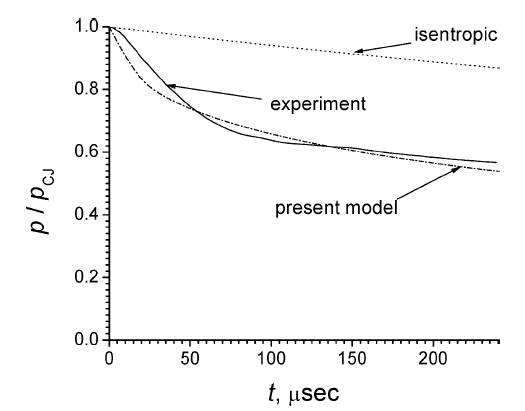 1.0
isentropic
0.8
experiment
0.6
p / pCJ
0.4
present model
0.2
0.0
0
50
100
150
200
t, μsec